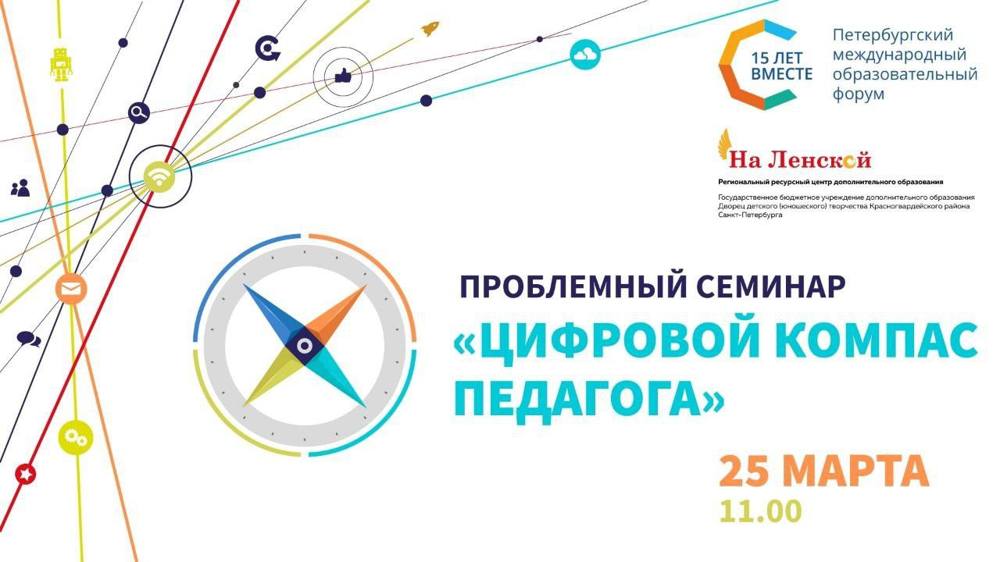 15 ЛЕТ
ВМЕСТЕ
Петербургский
международный
образовательный
форум
На Ленской
Региональный ресурсный центр дополнительного образования
Государственное бюджетное учреждение дополнительного образования
Дворец детского (юношеского) творчества Красногвардейского района
Санкт-Петербурга
ПРОБЛЕМНЫЙ СЕМИНАР
«ЦИФРОВОЙ КОМПАС
ПЕДАГОГА»
25 МАРТА
11.00